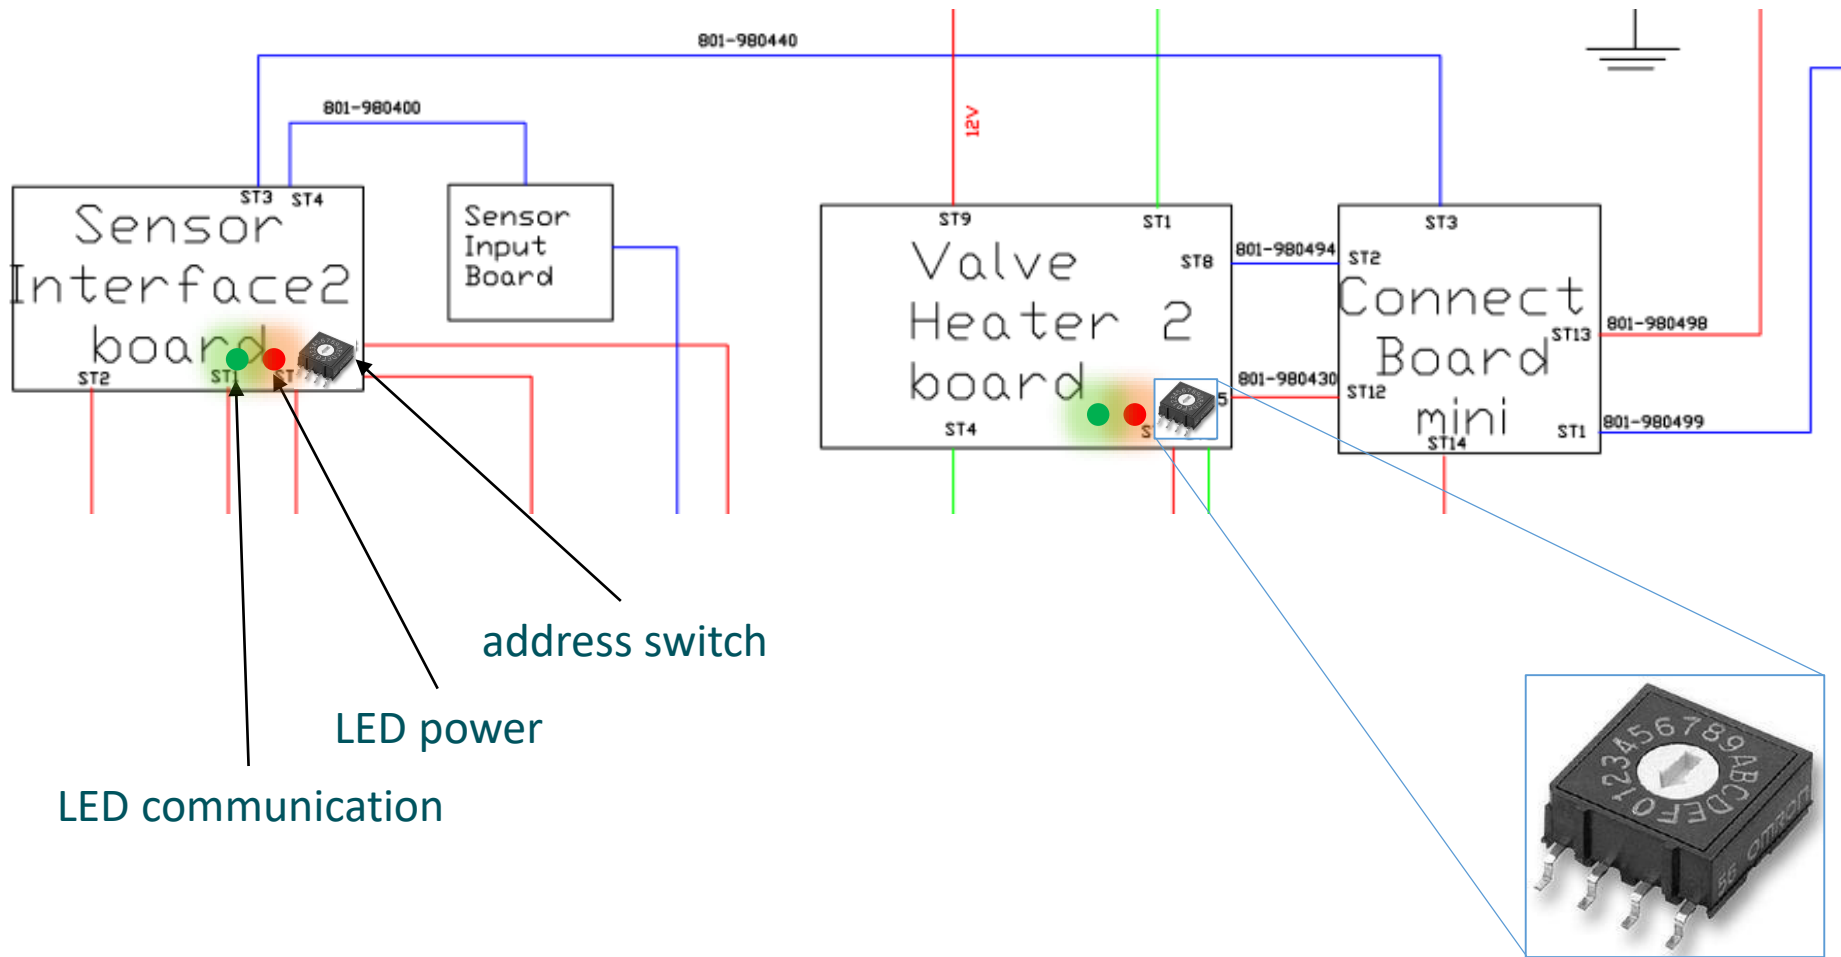 801-980440
801-980400
12V
ST3 ST4
Sensor
Interface2
board
ST2
ST1
ST
Sensor
Input
Board
ST9
ST1
Valve
Heater 2
board
ST8
5
ST4
801-980494
801-980430
ST3
ST2
Connect
Board
mini
ST13
ST12
ST1
ST14
801-980498
801-980499
address switch
LED power
LED communication
0123456789ABCDEF
omron